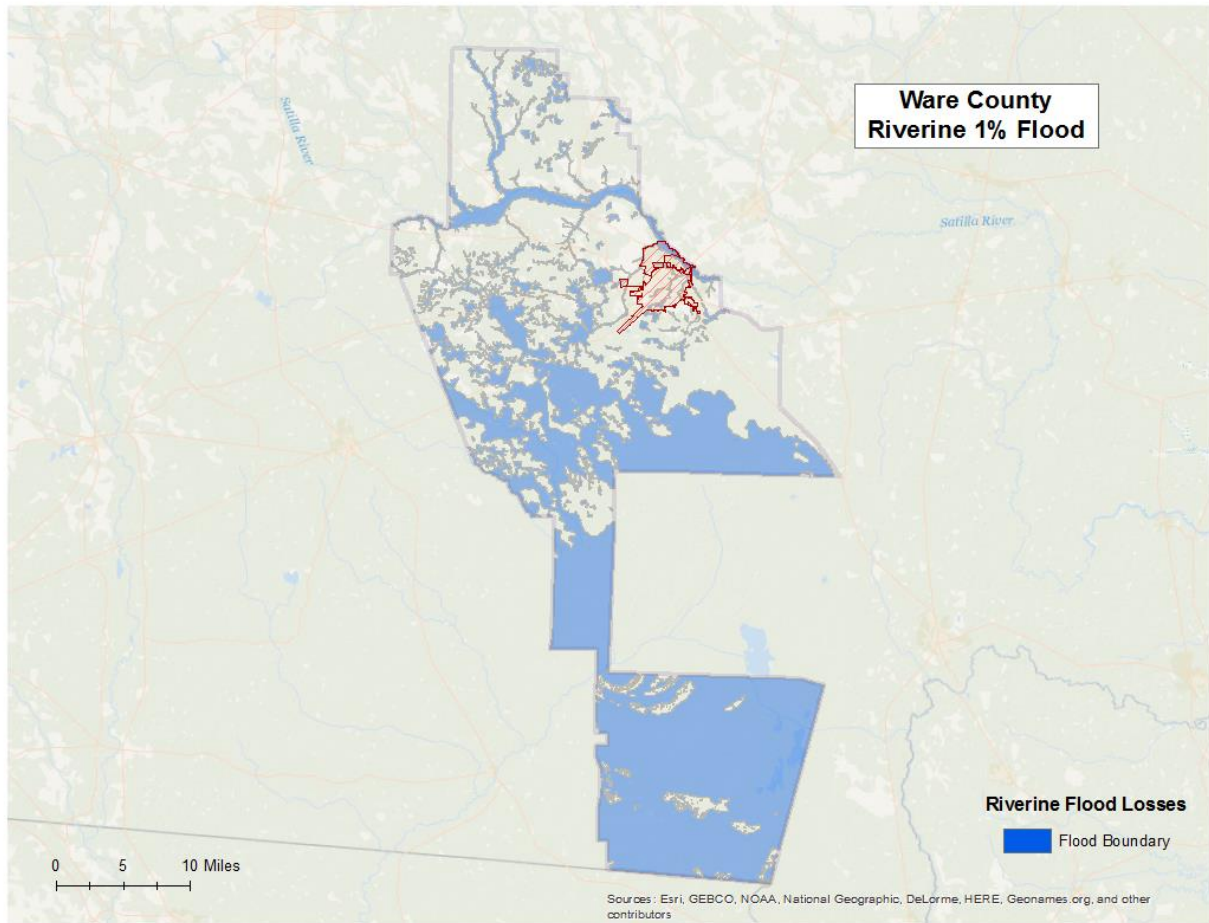 Ware County
Riverine 1% Flood
Satilla River
Satilla River
Riverine Flood Losses
Flood Boundary
0 5 10 Miles
Sources: Esri, GEBCO, NOAA, National Geographic, DeLorme, HERE, Geonames.org, and other
contributors